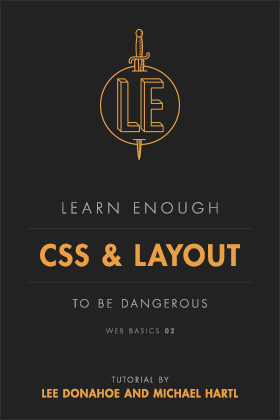 LE
LEARN ENOUGH
CSS & LAYOUT
TO BE DANGEROUS
WEB BASICS 02
TUTORIAL BY
LEE DONAHOE AND MICHAEL HARTL